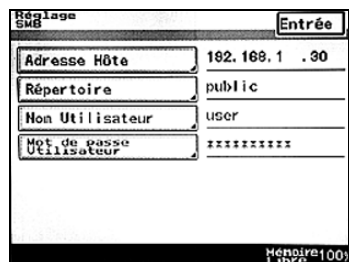 Réglage
SMB
Entrée
Adresse Hôte
192.168.1 .30
Répertoire
public
Nom Utilisateur
user
Mot de passe
Utilisateur
**********
Mémoire
Libre 100%